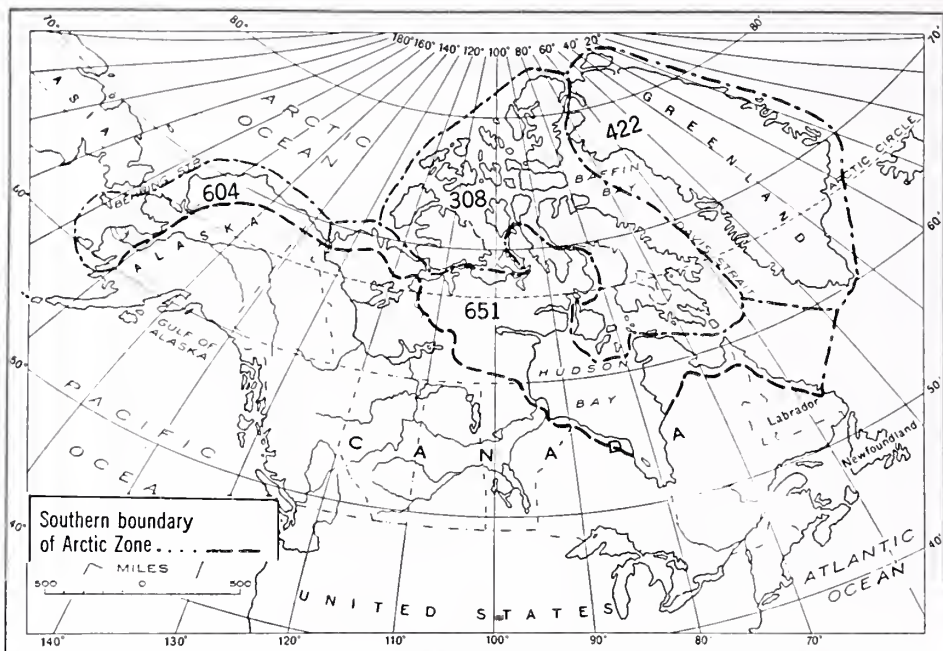 70° 80° 180° 160° 140° 120° 100° 80° 60° 40° 20° 80° 70°
ASIA
ARCTIC
OCEAN
GREENLAND
422
ARCTIC CIRCLE
BERING STR
604
308
BAFFIN
BAY
60°
60°
ALASKA
DAVIS STRAIT
651
GULF OF
ALASKA
HUDSON
BAY
50°
50°
PACIFIC
OCEAN
CANADA
Labrador
Newfoundland
40°
40°
Southern boundary
of Arctic Zone....
MILES
500 0 500
UNITED STATES
ATLANTIC
OCEAN
140° 130° 120° 110° 100° 90° 80° 70°